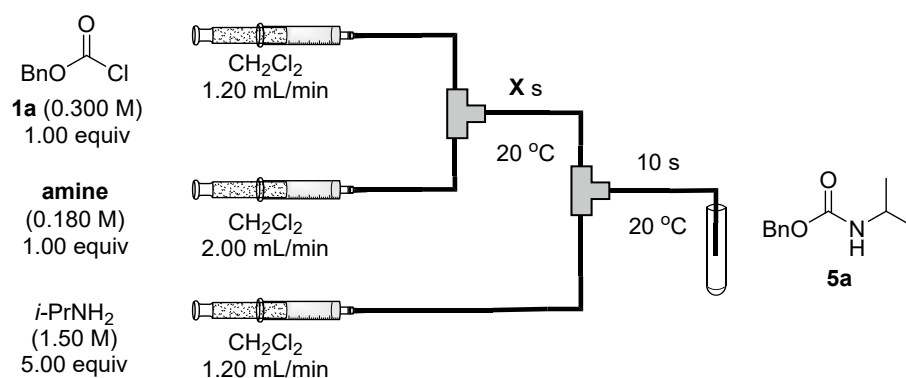 O
BnO
Cl
1a (0.300 M)
1.00 equiv
CH2Cl2
1.20 mL/min
X s
20 oC
amine
(0.180 M)
1.00 equiv
CH2Cl2
2.00 mL/min
10 s
20 oC
O
BnO
N
H
5a
i-PrNH2
(1.50 M)
5.00 equiv
CH2Cl2
1.20 mL/min